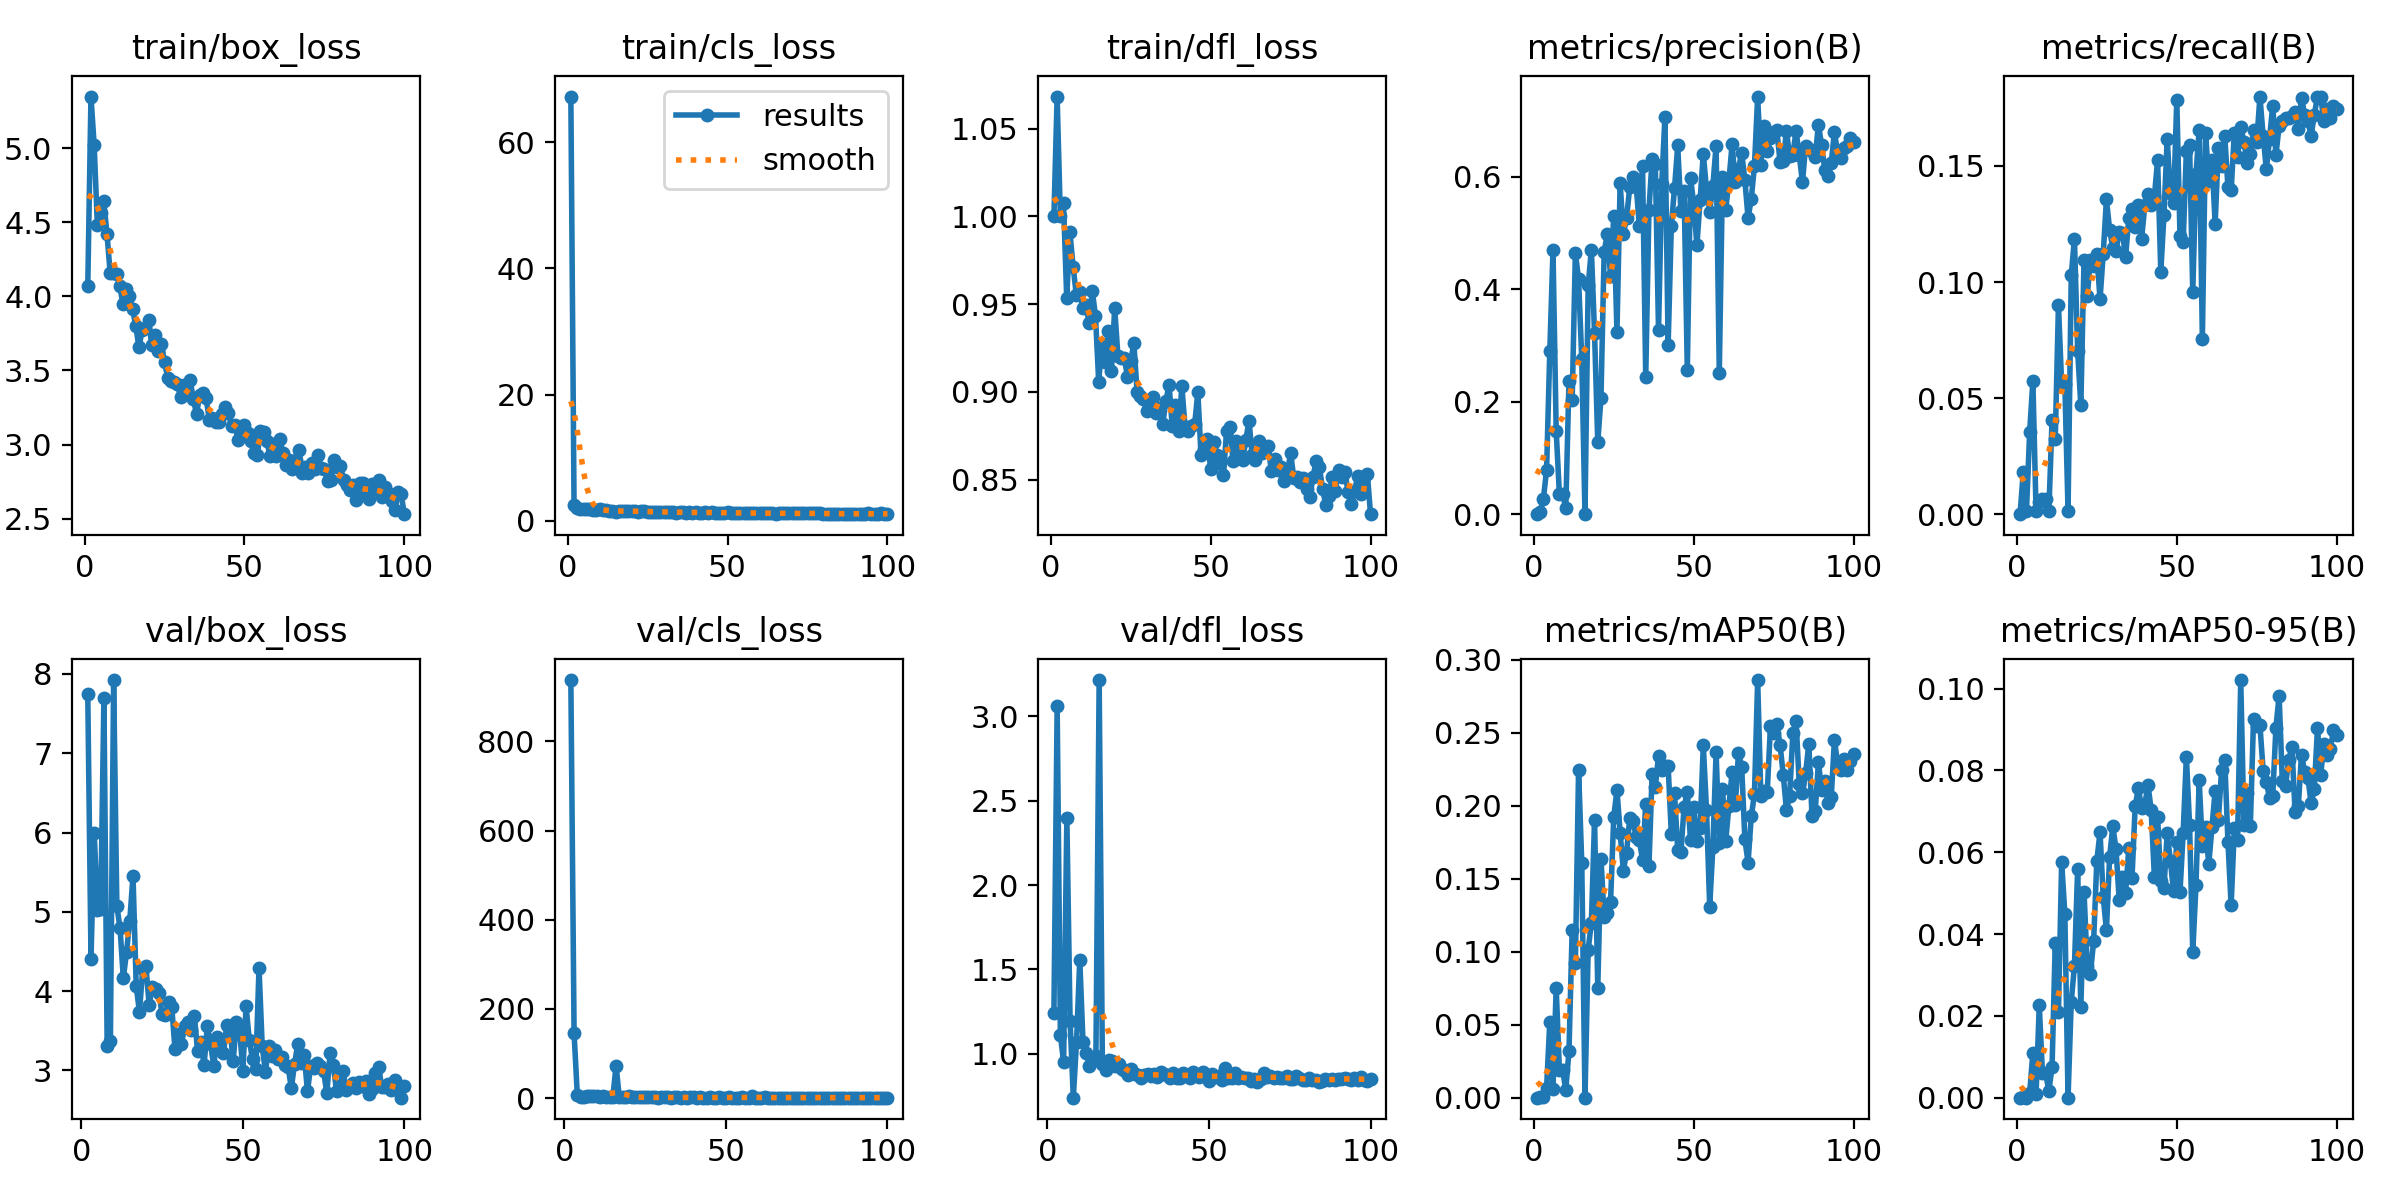 train/box_loss
train/cls_loss
train/dfl_loss
metrics/precision(B)
metrics/recall(B)
5.0
4.5
4.0
3.5
3.0
2.5
0 50 100
60
40
20
0
0 50 100
results
smooth
1.05
1.00
0.95
0.90
0.85
0 50 100
0.6
0.4
0.2
0.0
0 50 100
0.15
0.10
0.05
0.00
0 50 100
val/box_loss
val/cls_loss
val/dfl_loss
metrics/mAP50(B)
metrics/mAP50-95(B)
8
7
6
5
4
3
0 50 100
800
600
400
200
0
0 50 100
3.0
2.5
2.0
1.5
1.0
0 50 100
0.30
0.25
0.20
0.15
0.10
0.05
0.00
0 50 100
0.10
0.08
0.06
0.04
0.02
0.00
0 50 100